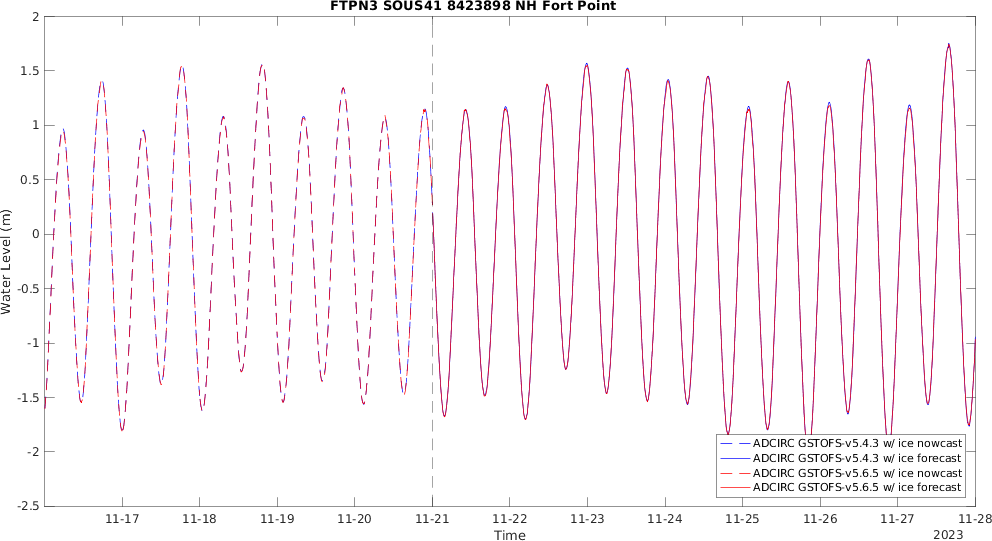 FTPN3 SOUS41 8423898 NH Fort Point
Water Level (m)
2
1.5
1
0.5
0
-0.5
-1
-1.5
-2
-2.5
ADCIRC GSTOFS-v5.4.3 w/ ice nowcast
ADCIRC GSTOFS-v5.4.3 w/ ice forecast
ADCIRC GSTOFS-v5.6.5 w/ ice nowcast
ADCIRC GSTOFS-v5.6.5 w/ ice forecast
11-17 11-18 11-19 11-20 11-21 11-22 11-23 11-24 11-25 11-26 11-27 11-28
Time
2023